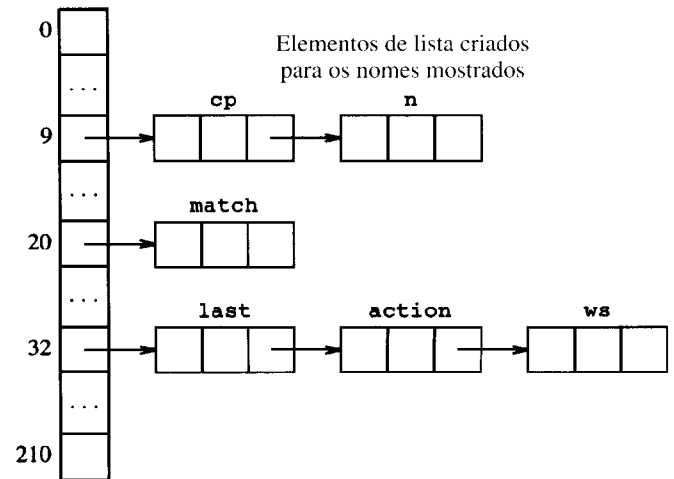 0
Elementos de lista criados
para os nomes mostrados
...
cp n
9
...
match
20
...
last action ws
32
...
210